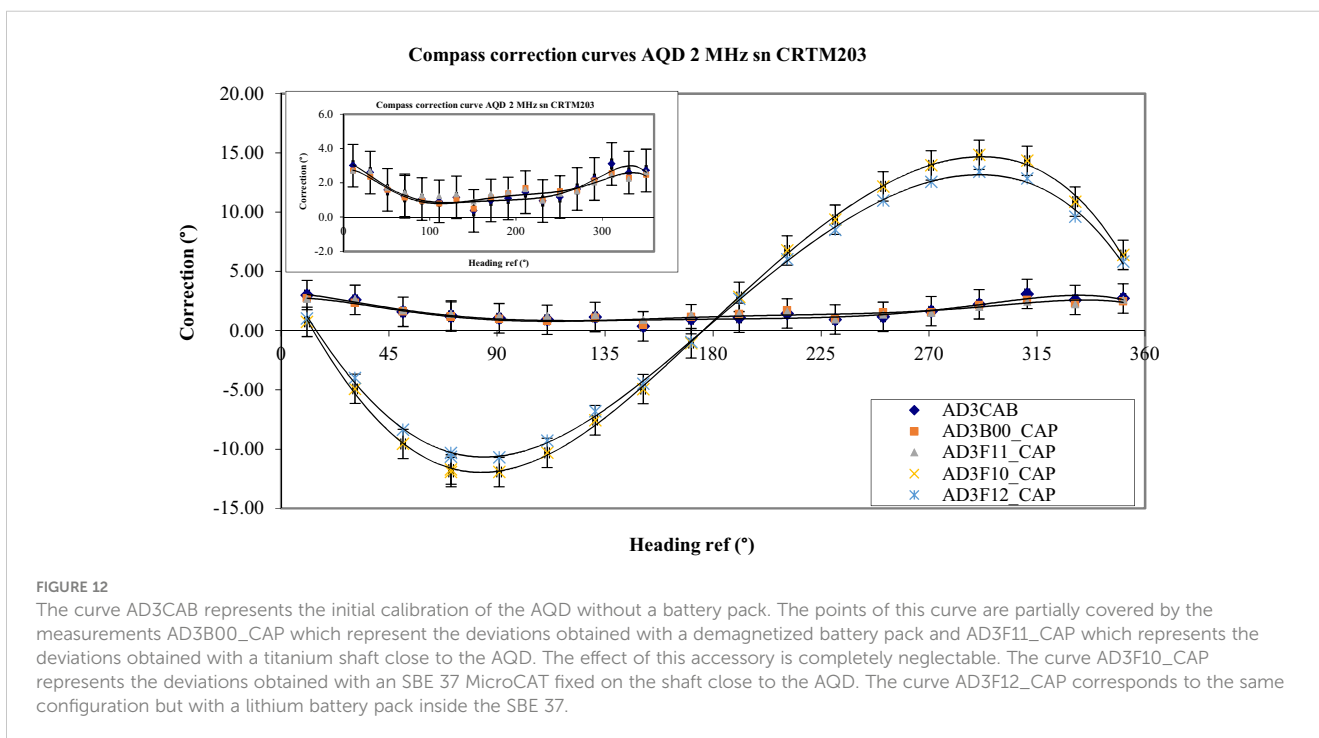 Compass correction curves AQD 2 MHz sn CRTM203
20.00
15.00
10.00
5.00
0.00
-5.00
-10.00
-15.00
Correction (°)
0
45
90
135
180
225
270
315
360
Heading ref (°)
Compass correction curve AQD 2 MHz sn CRTM203
6.0
4.0
2.0
0.0
-2.0
Correction (°)
0
100
200
300
Heading ref (°)
AD3CAB
AD3B00_CAP
AD3F11_CAP
AD3F10_CAP
AD3F12_CAP
FIGURE 12
The curve AD3CAB represents the initial calibration of the AQD without a battery pack. The points of this curve are partially covered by the
measurements AD3B00_CAP which represent the deviations obtained with a demagnetized battery pack and AD3F11_CAP which represents the
deviations obtained with a titanium shaft close to the AQD. The effect of this accessory is completely neglectable. The curve AD3F10_CAP
represents the deviations obtained with an SBE 37 MicroCAT fixed on the shaft close to the AQD. The curve AD3F12_CAP corresponds to the same
configuration but with a lithium battery pack inside the SBE 37.